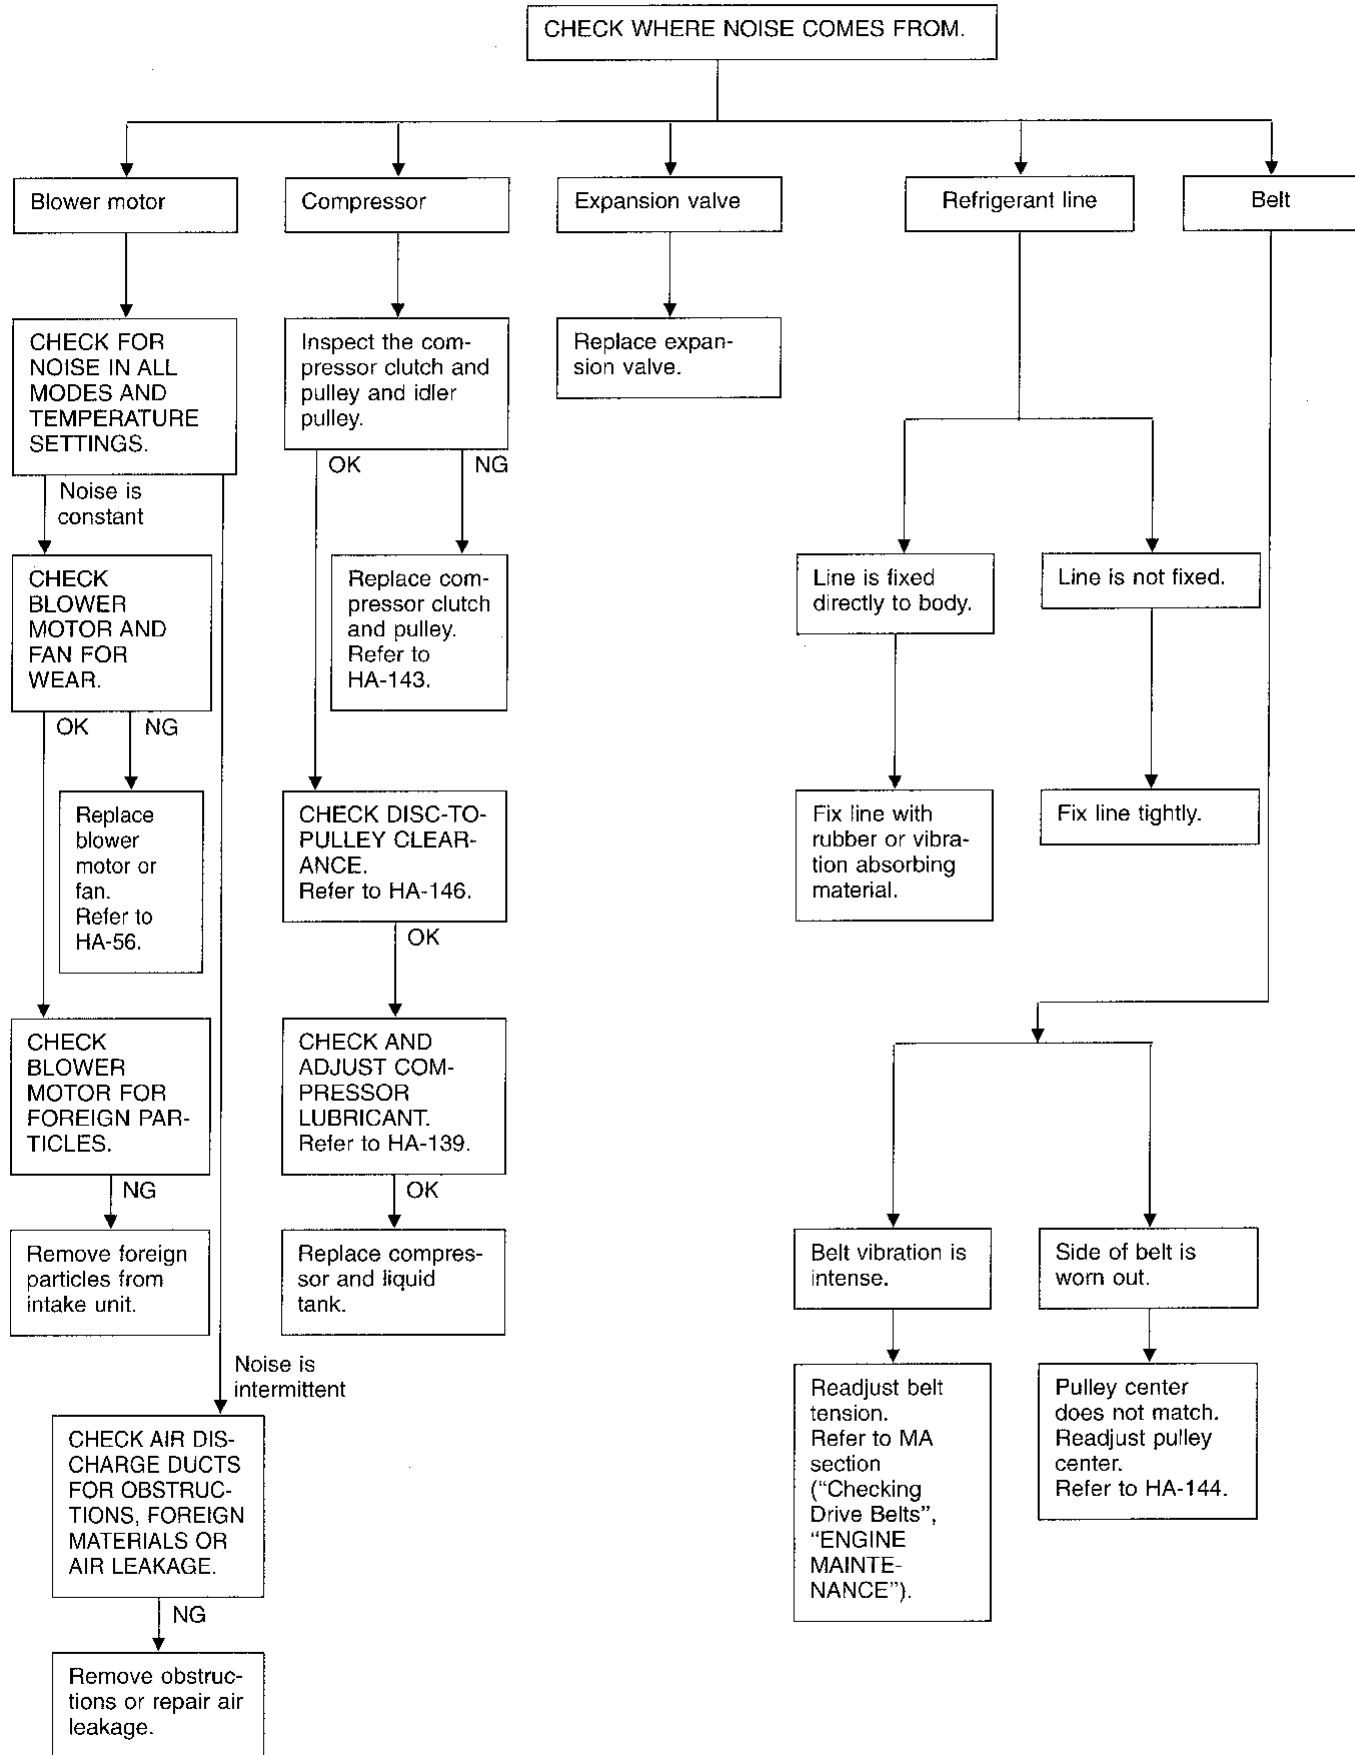 CHECK WHERE NOISE COMES FROM.
Blower motor
Compressor
Expansion valve
Refrigerant line
Belt
CHECK FOR
NOISE IN ALL
MODES AND
TEMPERATURE
SETTINGS.
Inspect the com-
pressor clutch and
pulley and idler
pulley.
Replace expan-
sion valve.
OK
NG
Noise is
constant
CHECK
BLOWER
MOTOR AND
FAN FOR
WEAR.
Replace com-
pressor clutch
and pulley.
Refer to
HA-143.
Line is fixed
directly to body.
Line is not fixed.
OK
NG
Replace
blower
motor or
fan.
Refer to
HA-56.
CHECK DISC-TO-
PULLEY CLEAR-
ANCE.
Refer to HA-146.
Fix line with
rubber or vibra-
tion absorbing
material.
Fix line tightly.
OK
CHECK
BLOWER
MOTOR FOR
FOREIGN PAR-
TICLES.
CHECK AND
ADJUST COM-
PRESSOR
LUBRICANT.
Refer to HA-139.
NG
OK
Remove foreign
particles from
intake unit.
Replace compres-
sor and liquid
tank.
Belt vibration is
intense.
Side of belt is
worn out.
Noise is
intermittent
Readjust belt
tension.
Refer to MA
section
("Checking
Drive Belts",
"ENGINE
MAINTE-
NANCE").
Pulley center
does not match.
Readjust pulley
center.
Refer to HA-144.
CHECK AIR DIS-
CHARGE DUCTS
FOR OBSTRUC-
TIONS, FOREIGN
MATERIALS OR
AIR LEAKAGE.
NG
Remove obstruc-
tions or repair air
leakage.